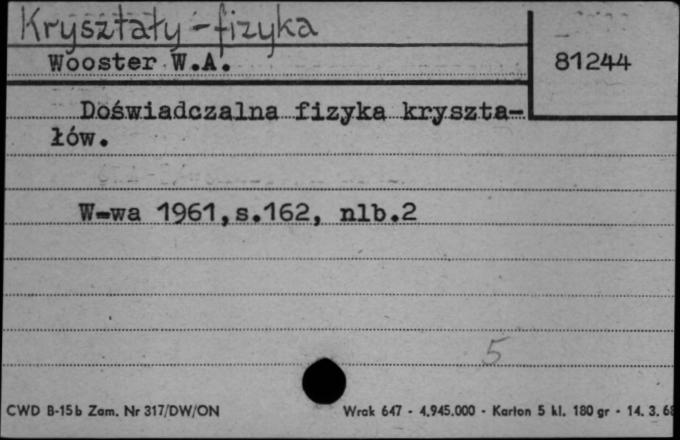 Kryształy - fizyka
Wooster W.A.
81244
Doświadczalna fizyka kryszta-
łów.
W-wa 1961,s.162, nlb.2
5
CWD B-15b Zam. Nr 317/DW/ON
Wrak 647 - 4.945.000 - Karton 5 kl. 180 gr - 14. 3. 68